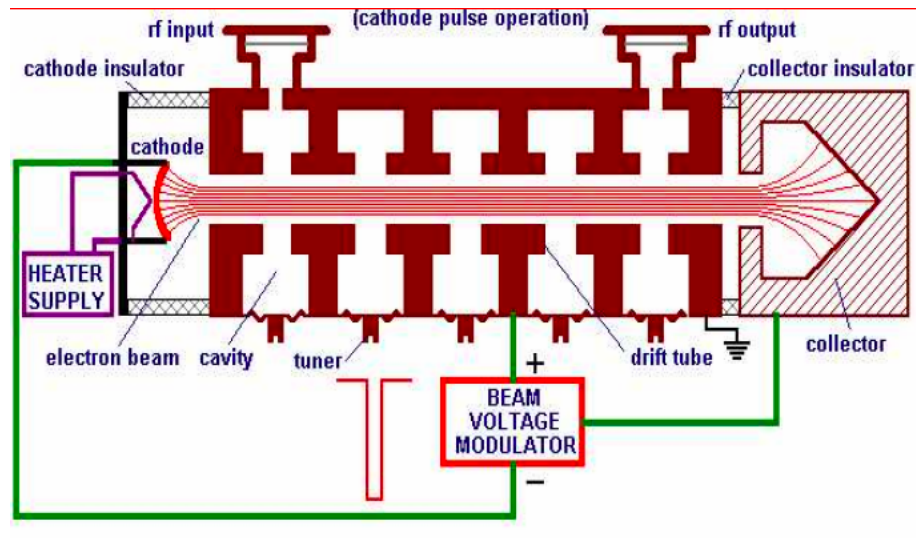 (cathode pulse operation)
rf input
rf output
cathode insulator
collector insulator
cathode
HEATER
SUPPLY
electron beam
cavity
tuner
drift tube
collector
+
BEAM
VOLTAGE
MODULATOR
−